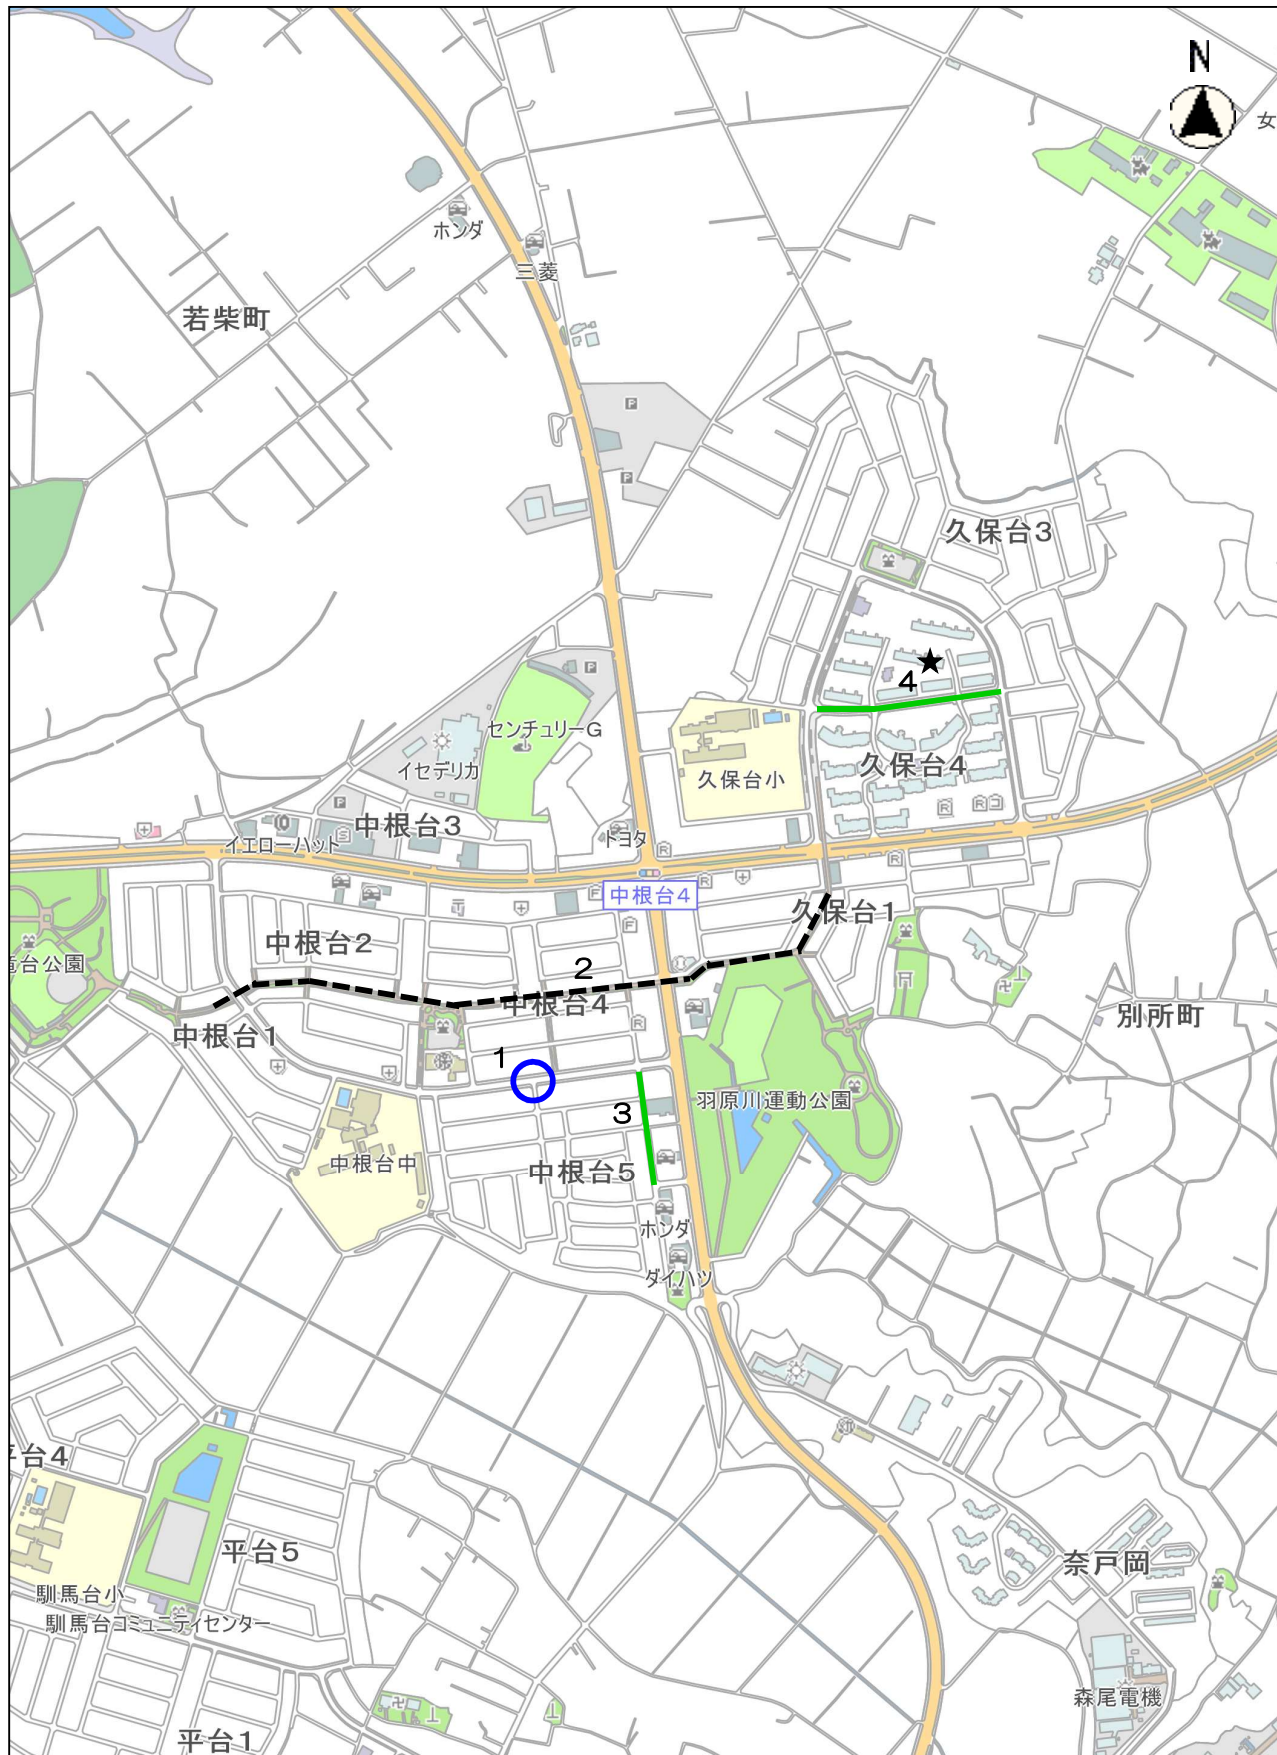 N
女
ホンダ
三菱
若柴町
久保台3
4
センチュリーG
イセデリカ
久保台小
久保台4
中根台3
トヨタ
イエローハット
中根台4
久保台1
中根台2
竜台公園
2
中根台4
別所町
中根台1
1
羽原川運動公園
3
中根台中
中根台5
ホンダ
ダイハツ
平台4
平台5
奈戸岡
馴馬台小
馴馬台コミュニティセンター
森尾電機
平台1